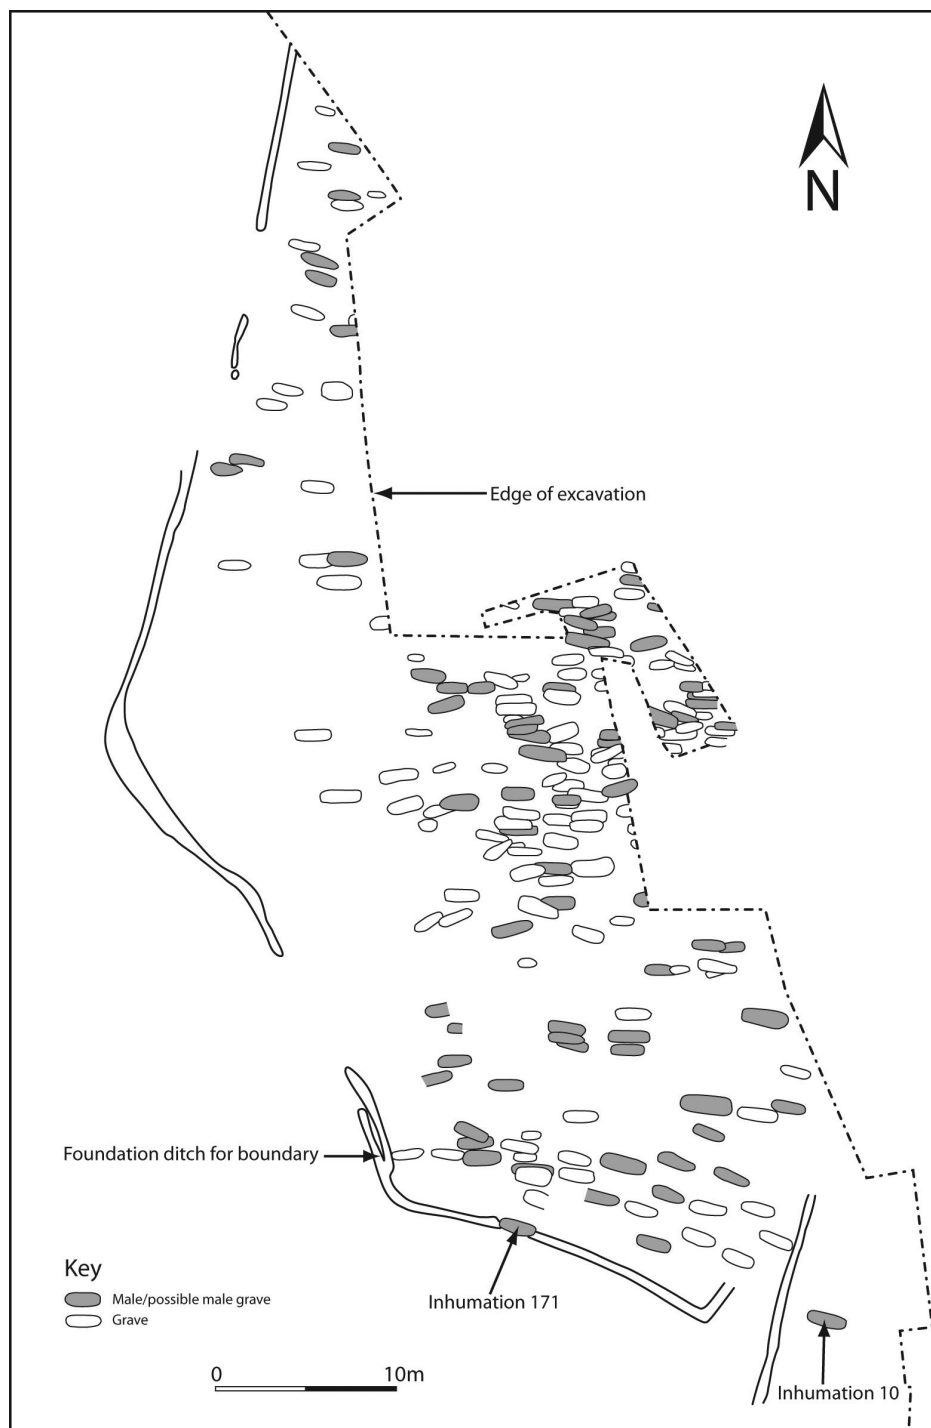 N
Edge of excavation
Foundation ditch for boundary
Inhumation 171
Key
Male/possible male grave
Grave
0 10m
Inhumation 10